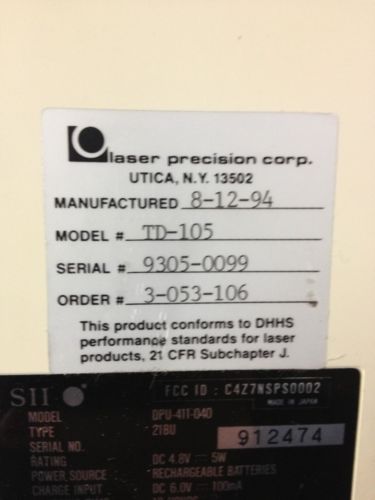 laser precision corp.
UTICA, N.Y. 13502
MANUFACTURED 8-12-94
MODEL # TD-105
SERIAL # 9305-0099
ORDER # 3-053-106
This product conforms to DHHS
performance standards for laser
products, 21 CFR Subchapter J.
SII
FCC ID : C4Z7NSPS0002
MADE IN JAPAN
MODEL DPU-411-040
TYPE 21BU
SERIAL NO. 912474
RATING DC 4.8V ⎓ 5W
POWER SOURCE RECHARGEABLE BATTERIES
CHARGE INPUT DC 6.0V ⎓ 100mA